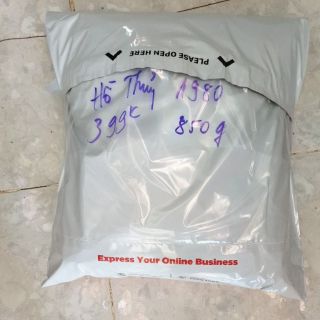 PLEASE OPEN HERE
Hồ Thủy 1980
399K 850g
Express Your Online Business